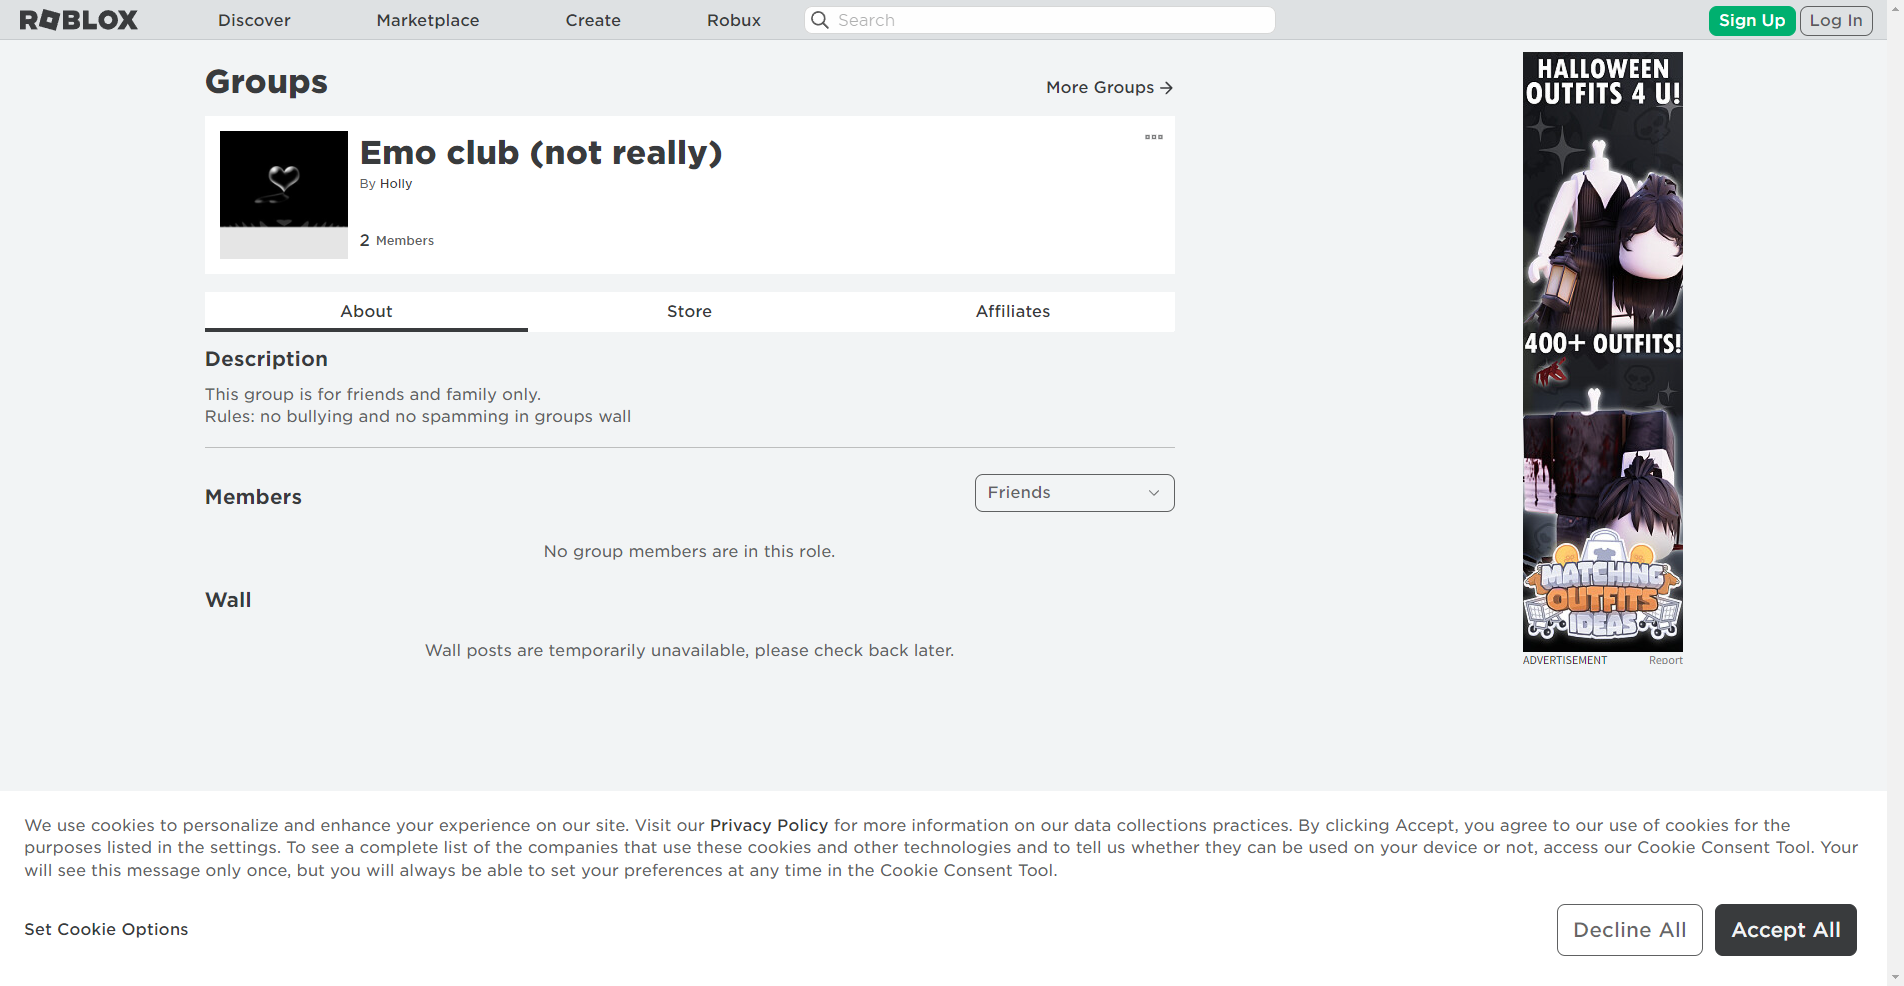 ROBLOX
Discover
Marketplace
Create
Robux
Search
Sign Up
Log In
Groups
More Groups →
Emo club (not really)
By Holly
2 Members
About
Store
Affiliates
Description
This group is for friends and family only.
Rules: no bullying and no spamming in groups wall
Members
Friends
No group members are in this role.
Wall
Wall posts are temporarily unavailable, please check back later.
HALLOWEEN
OUTFITS 4 U!
400+ OUTFITS!
MATCHING
OUTFITS
IDEAS
ADVERTISEMENT
Report
We use cookies to personalize and enhance your experience on our site. Visit our Privacy Policy for more information on our data collections practices. By clicking Accept, you agree to our use of cookies for the
purposes listed in the settings. To see a complete list of the companies that use these cookies and other technologies and to tell us whether they can be used on your device or not, access our Cookie Consent Tool. Your
will see this message only once, but you will always be able to set your preferences at any time in the Cookie Consent Tool.
Set Cookie Options
Decline All
Accept All